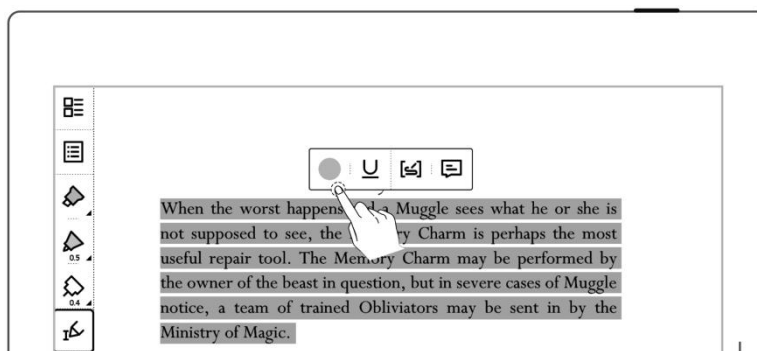 0.5
0.4
U
When the worst happens a Muggle sees what he or she is
not supposed to see, the ry Charm is perhaps the most
useful repair tool. The Memory Charm may be performed by
the owner of the beast in question, but in severe cases of Muggle
notice, a team of trained Obliviators may be sent in by the
Ministry of Magic.